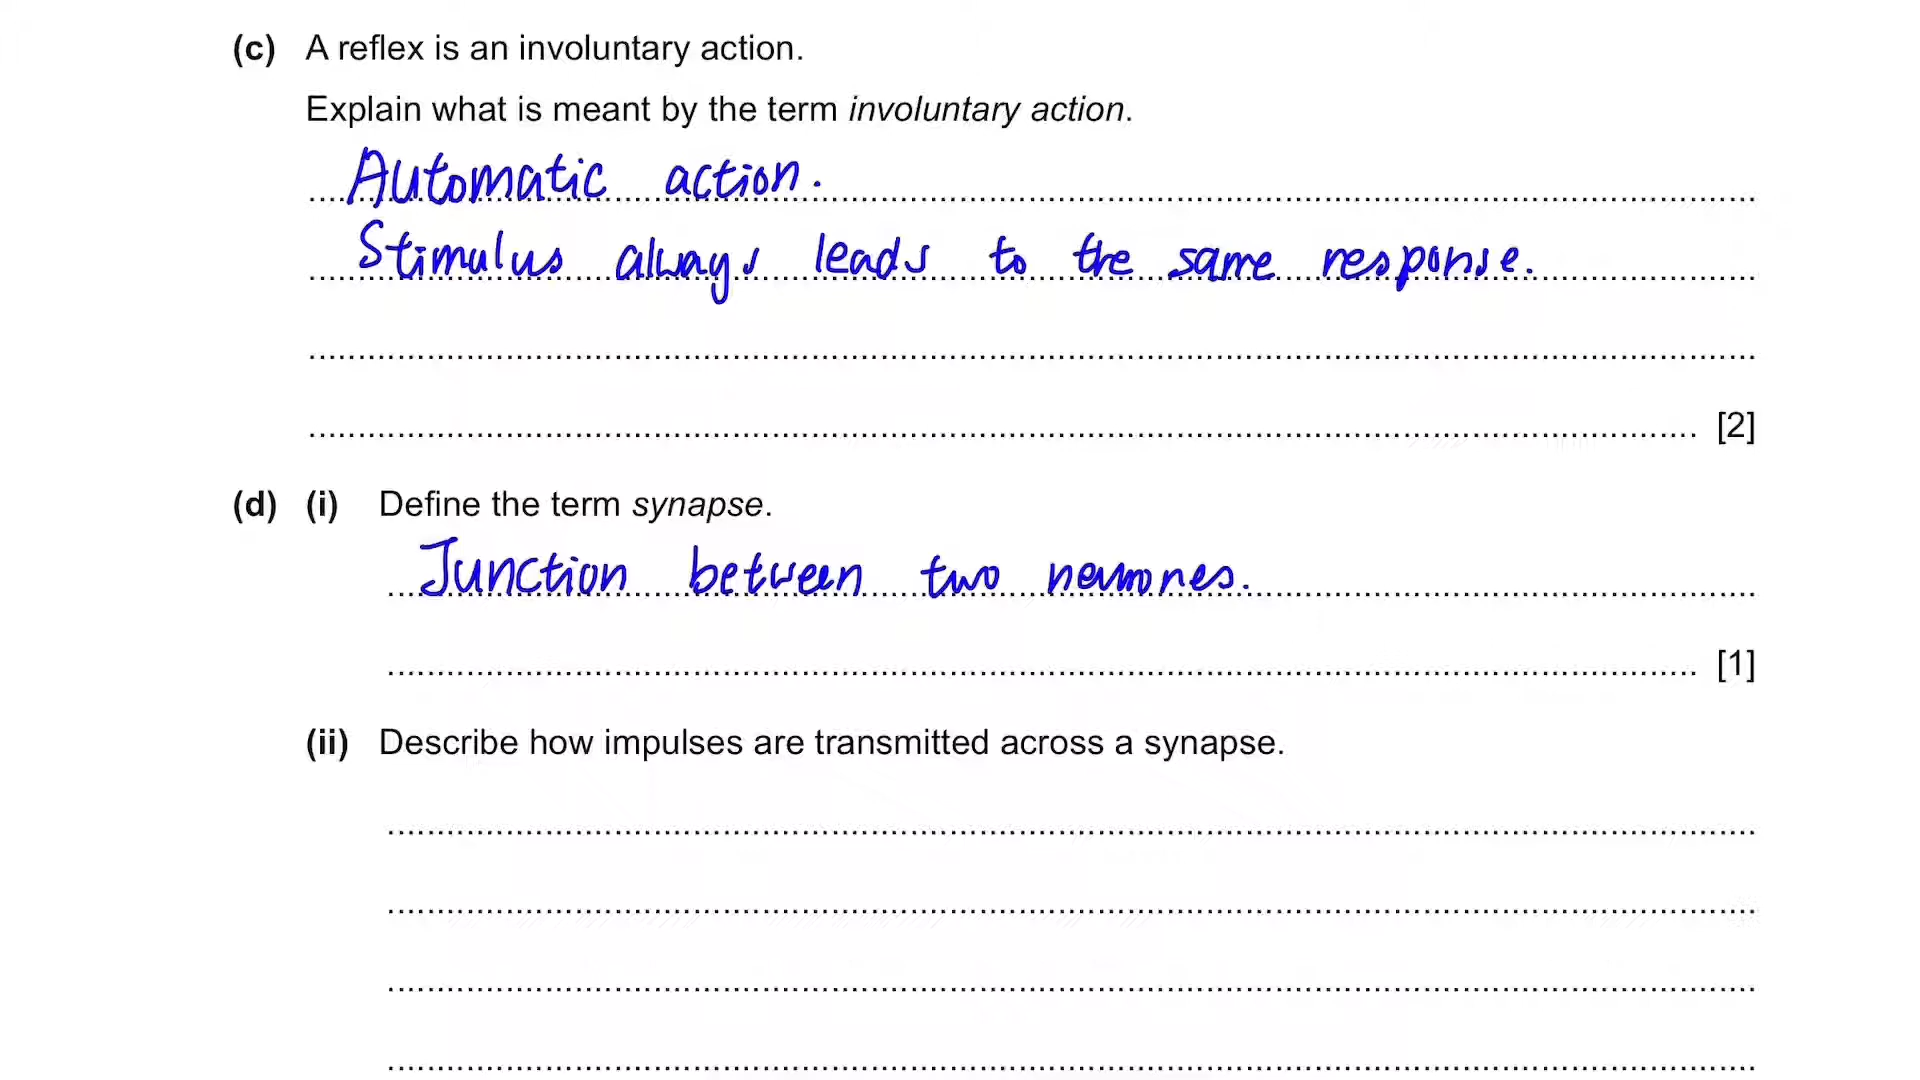 (c) A reflex is an involuntary action.
Explain what is meant by the term involuntary action.
Automatic action.
Stimulus always leads to the same response.
[2]
(d) (i) Define the term synapse.
Junction between two neurones.
[1]
(ii) Describe how impulses are transmitted across a synapse.